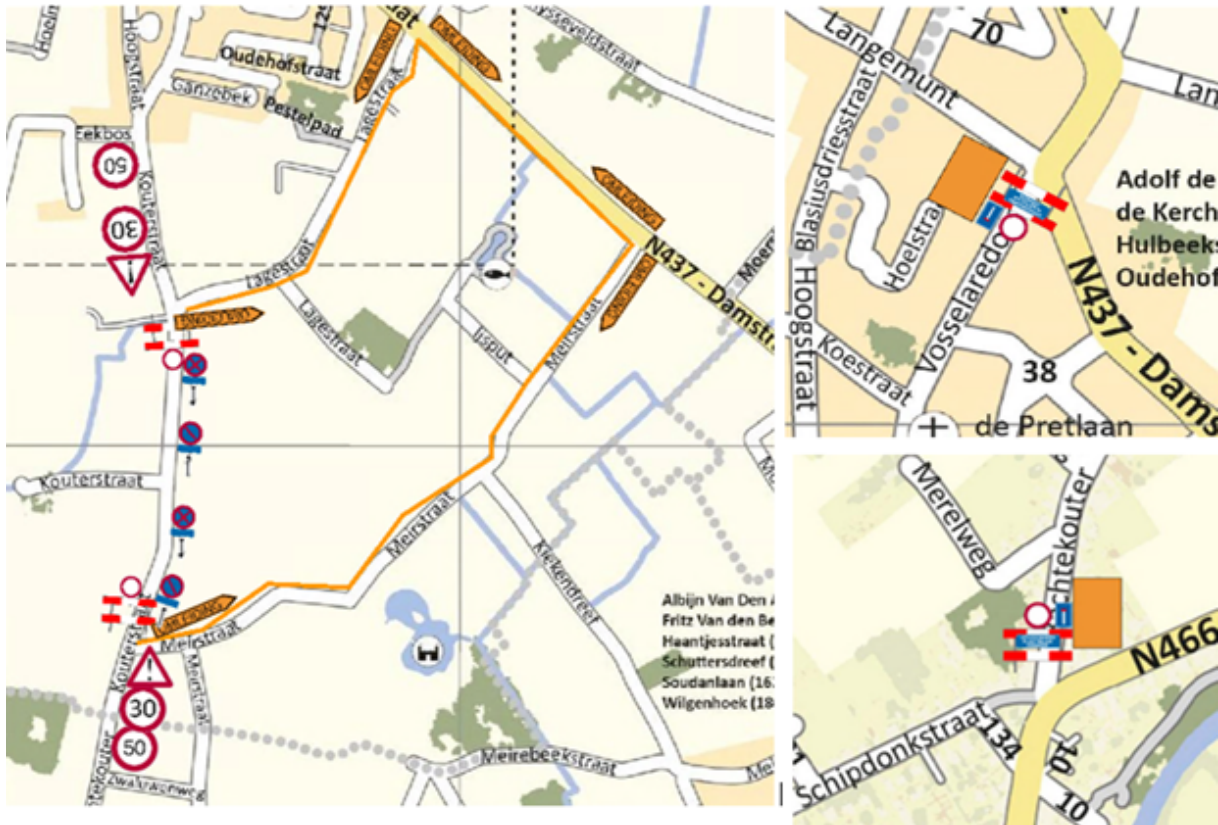 Hoogstraat
Oudehofstraat
Ganzebek
Pestelpad
Eekbos
50
Kouterstraat
30
Lagestraat
Lagestraat
Lagestraat
N437 - Damstr
Meirstraat
Ijsput
Kouterstraat
Meirstraat
Kiekendreef
Meirstraat
Meirstraat
30
50
Zwaluwenweg
Meirebeekstraat
Albijn Van Den
Fritz Van den Be
Haantjesstraat (
Schuttersdreef (
Soudanlaan (16
Wilgenhoek (18
70
Langemunt
Blasiusdriesstraat
Hoelstra
Vosselaredo
Hoogstraat
Koestraat
38
de Pretlaan
N437 - Dams
Adolf de
de Kerch
Hulbeeks
Oudehof
Merelweg
chtekouter
N466
Schipdonkstraat
134
10
10